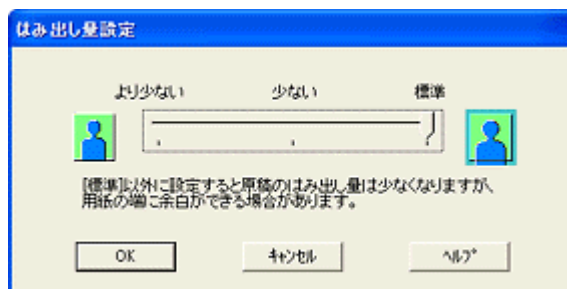 はみ出し量設定
より少ない 少ない 標準
[標準]以外に設定すると原稿のはみ出し量は少なくなりますが、
用紙の端に余白ができる場合があります。
OK ｷｬﾝｾﾙ ﾍﾙﾌﾟ